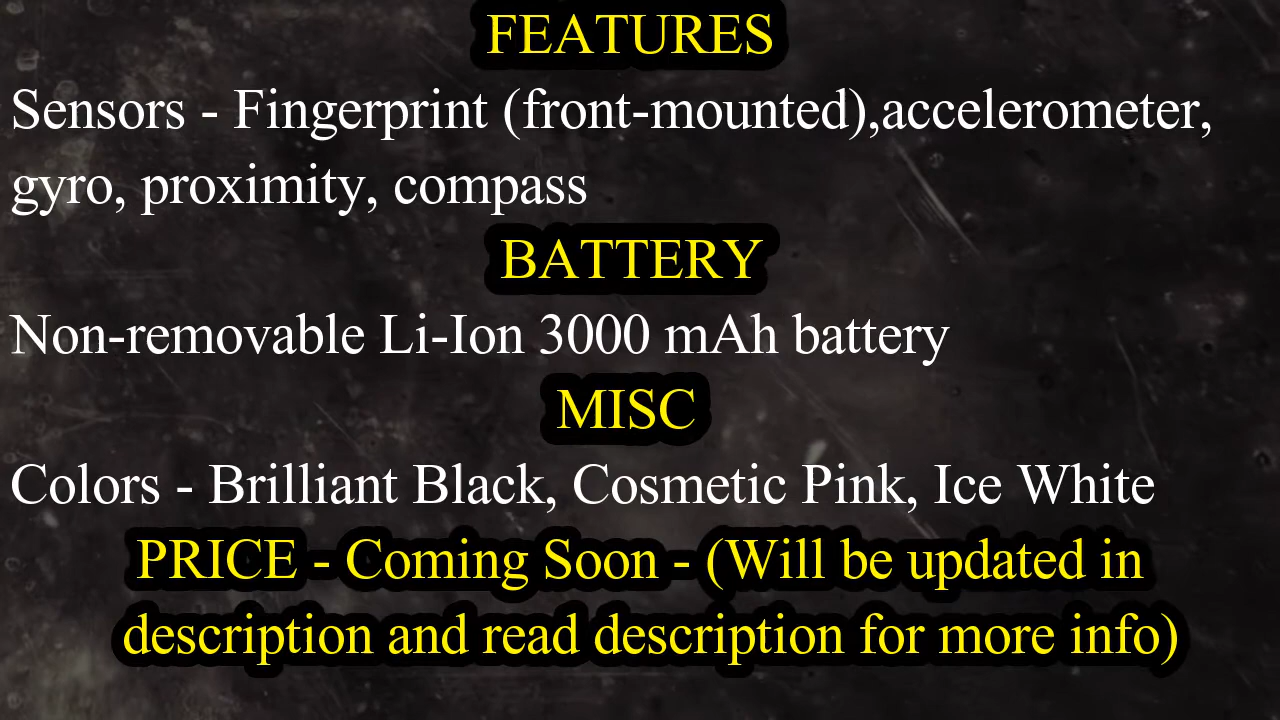 FEATURES
Sensors - Fingerprint (front-mounted),accelerometer,
gyro, proximity, compass
BATTERY
Non-removable Li-Ion 3000 mAh battery
MISC
Colors - Brilliant Black, Cosmetic Pink, Ice White
PRICE - Coming Soon - (Will be updated in
description and read description for more info)